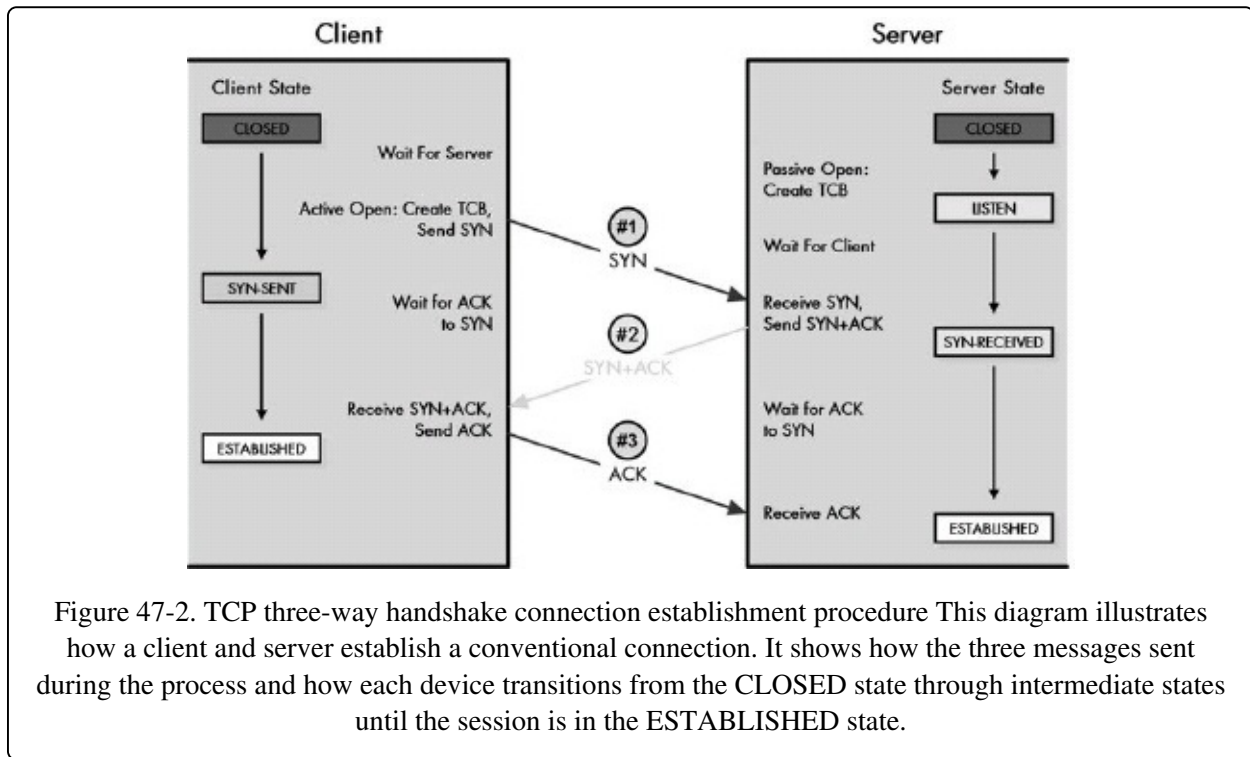 Client
Server
Client State
CLOSED
Wait For Server
Active Open: Create TCB,
Send SYN
SYN-SENT
Wait for ACK
to SYN
Receive SYN+ACK,
Send ACK
ESTABLISHED
#1
SYN
#2
SYN+ACK
#3
ACK
Server State
CLOSED
Passive Open:
Create TCB
LISTEN
Wait For Client
Receive SYN,
Send SYN+ACK
SYN-RECEIVED
Wait for ACK
to SYN
Receive ACK
ESTABLISHED
Figure 47-2. TCP three-way handshake connection establishment procedure This diagram illustrates
how a client and server establish a conventional connection. It shows how the three messages sent
during the process and how each device transitions from the CLOSED state through intermediate states
until the session is in the ESTABLISHED state.